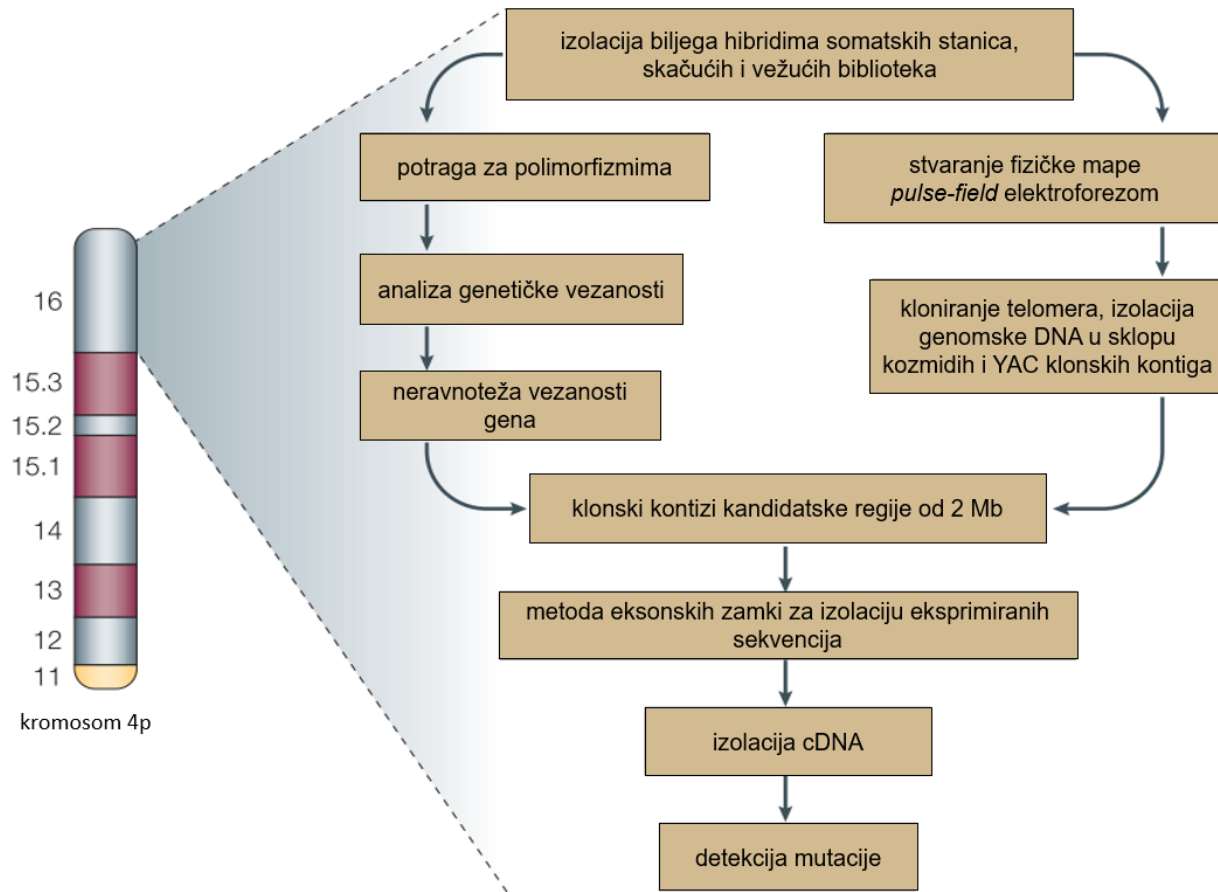 izolacija biljega hibridima somatskih stanica,
skačućih i vežućih biblioteka
potraga za polimorfizmima
stvaranje fizičke mape
pulse-field elektroforezom
analiza genetičke vezanosti
kloniranje telomera, izolacija
genomske DNA u sklopu
kozmidih i YAC klonskih kontiga
neravnoteža vezanosti
gena
klonski kontizi kandidatske regije od 2 Mb
metoda eksonskih zamki za izolaciju eksprimiranih
sekvencija
izolacija cDNA
detekcija mutacije
16
15.3
15.2
15.1
14
13
12
11
kromosom 4p